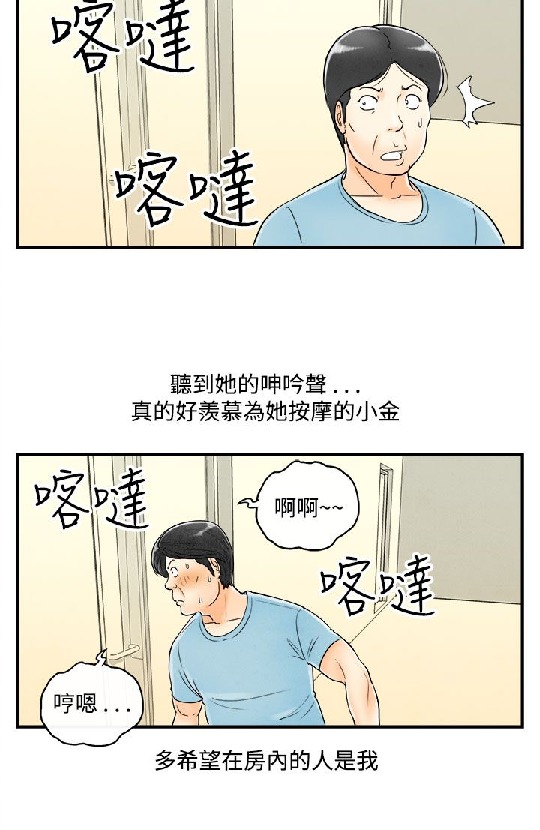 喀噠
喀噠
聽到她的呻吟聲...
真的好羨慕為她按摩的小金
喀噠
啊啊~~
喀噠
哼嗯...
多希望在房內的人是我